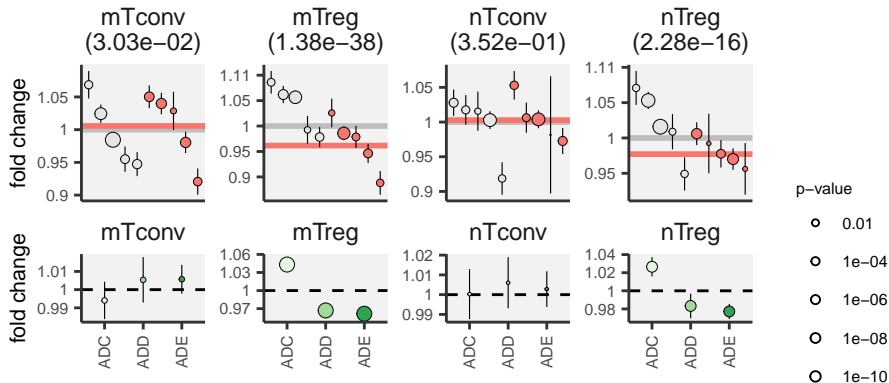 mTconv
(3.03e−02)
mTreg
(1.38e−38)
nTconv
(3.52e−01)
nTreg
(2.28e−16)
fold change
1.05
1
0.95
0.9
1.11
1.05
1
0.95
0.9
1.05
1
0.95
0.9
1.11
1.05
1
0.95
mTconv
mTreg
nTconv
nTreg
fold change
1.01
1
0.99
1.06
1.03
1
0.97
1.02
1.01
1
0.99
1.04
1.02
1
0.98
ADC
ADD
ADE
ADC
ADD
ADE
ADC
ADD
ADE
ADC
ADD
ADE
p−value
0.01
1e−04
1e−06
1e−08
1e−10